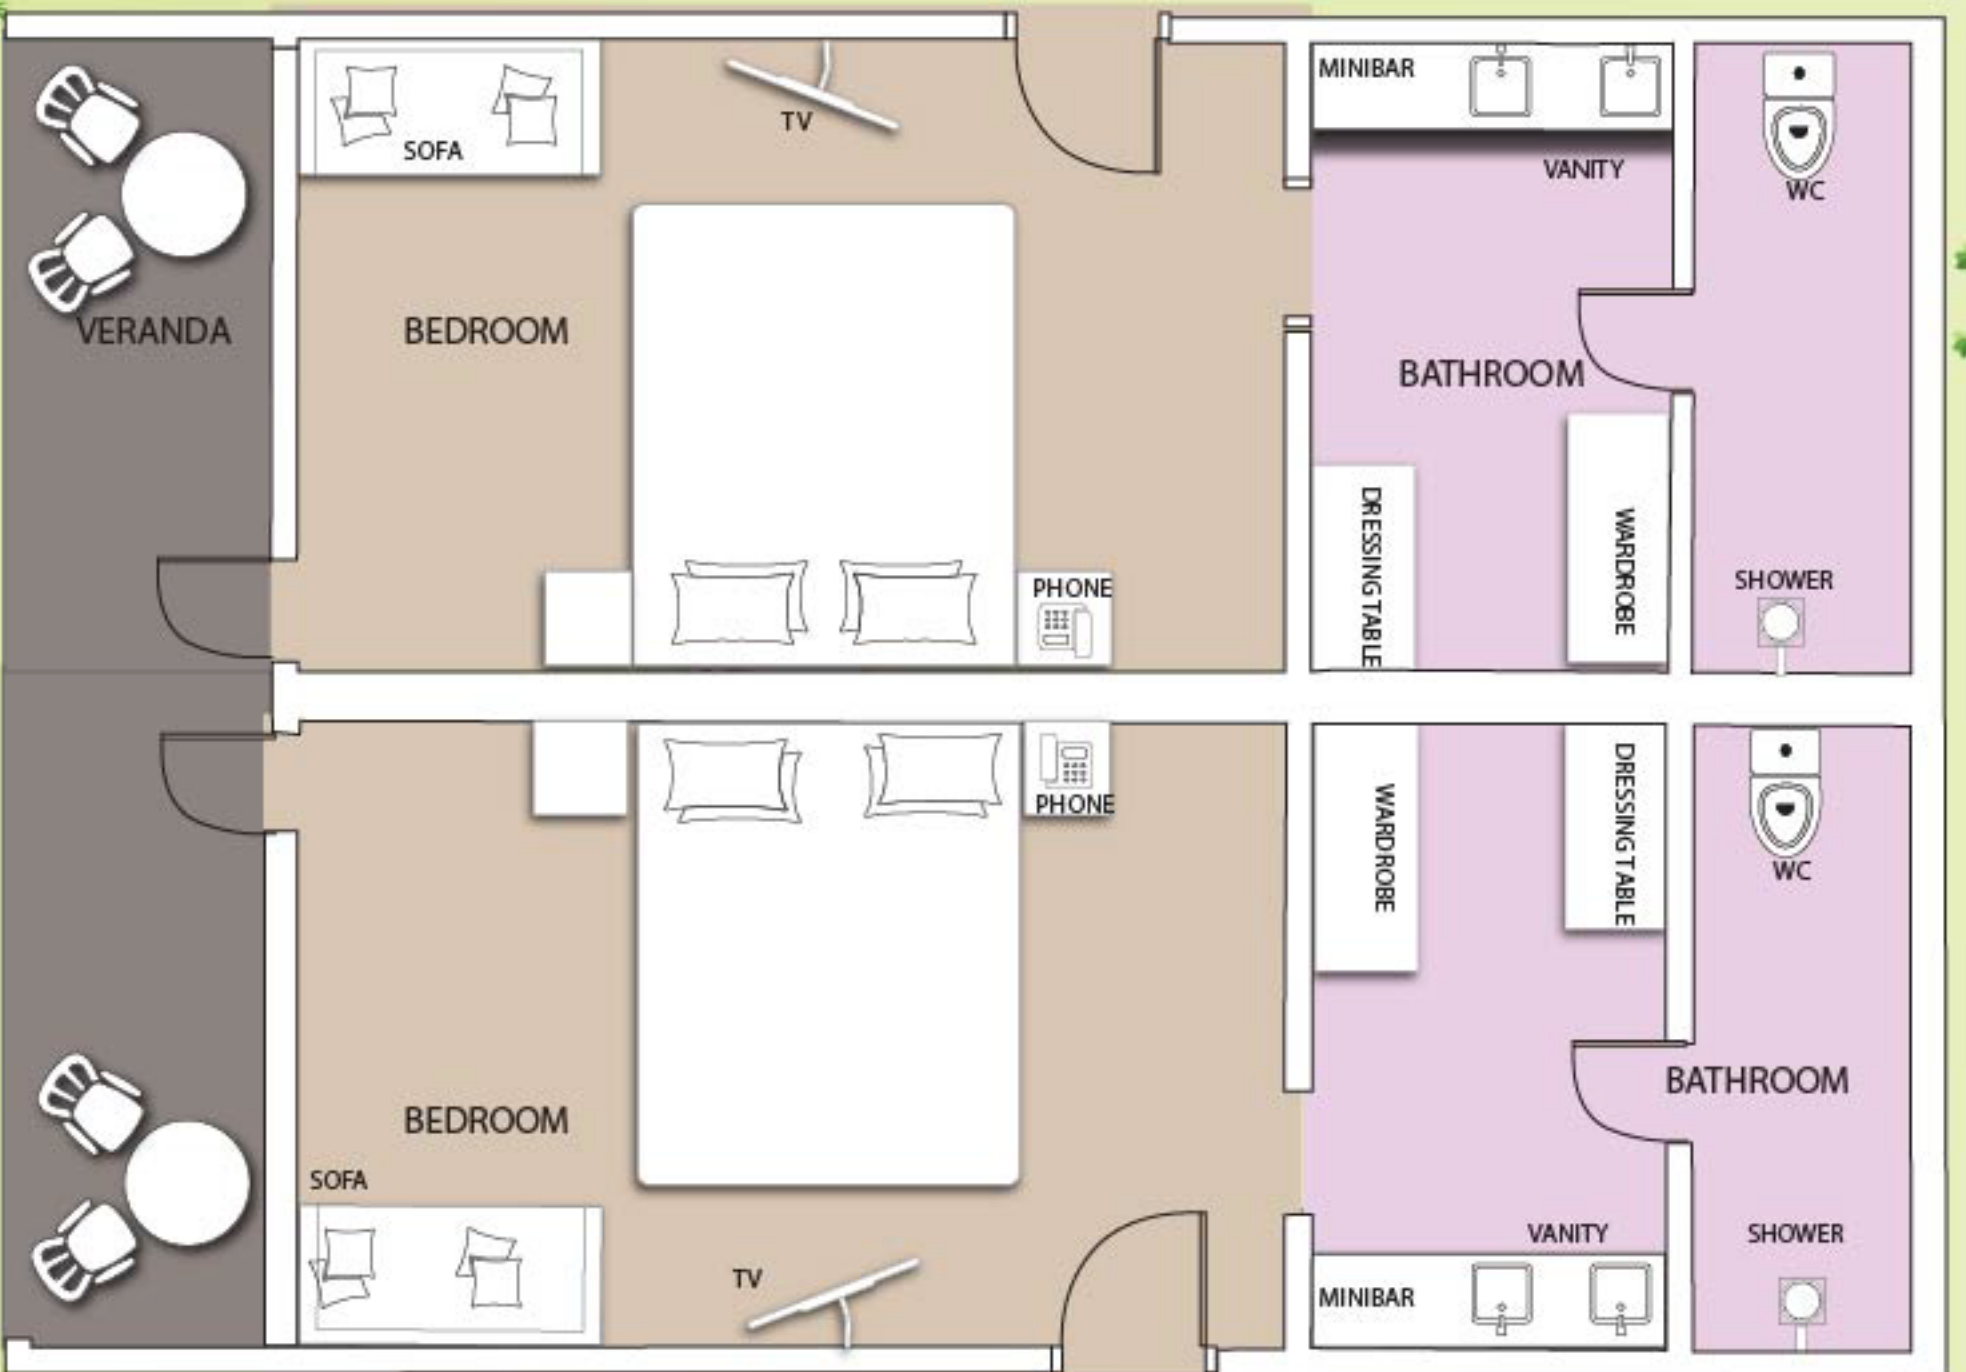 MINIBAR
TV
SOFA
VANITY
WC
VERANDA
BEDROOM
BATHROOM
DRESSING TABLE
WARDROBE
SHOWER
PHONE
PHONE
WARDROBE
DRESSING TABLE
WC
BATHROOM
BEDROOM
SOFA
VANITY
SHOWER
TV
MINIBAR